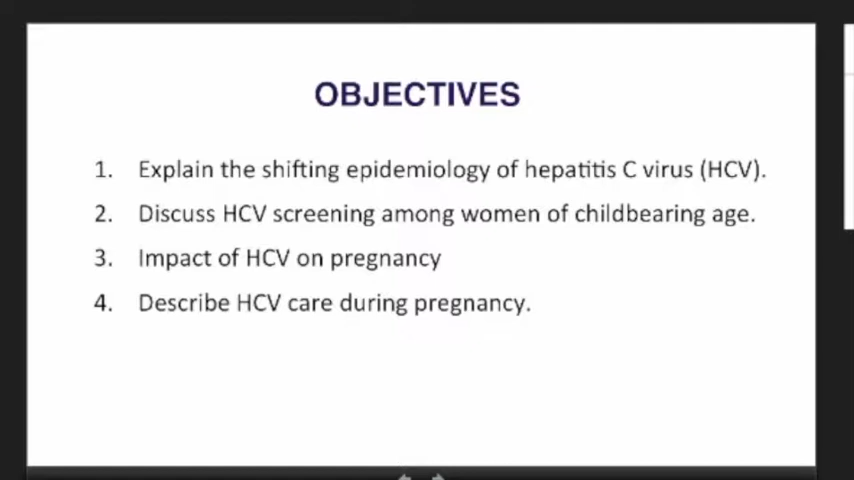 OBJECTIVES
1. Explain the shifting epidemiology of hepatitis C virus (HCV).
2. Discuss HCV screening among women of childbearing age.
3. Impact of HCV on pregnancy
4. Describe HCV care during pregnancy.